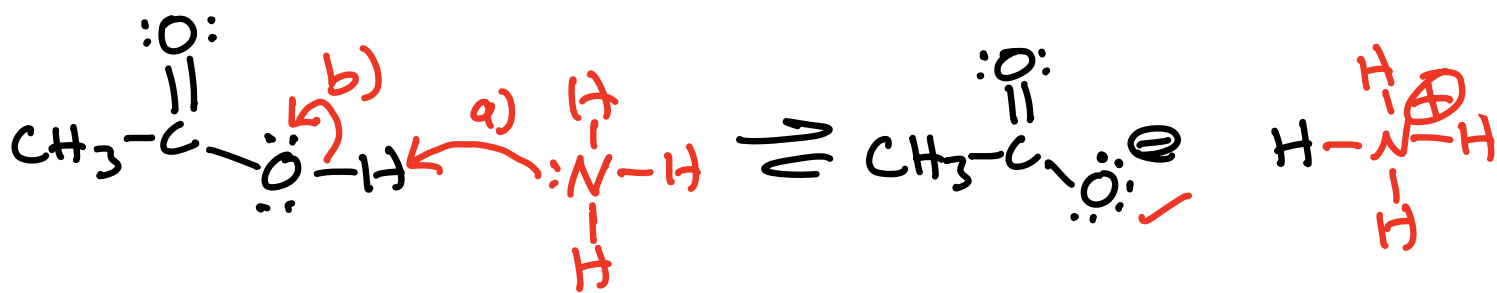 :O: b) H :O: H ⊕
CH3 - C a) ⇌ ⊖ H - N - H
O - H :N - H CH3 - C
H O H